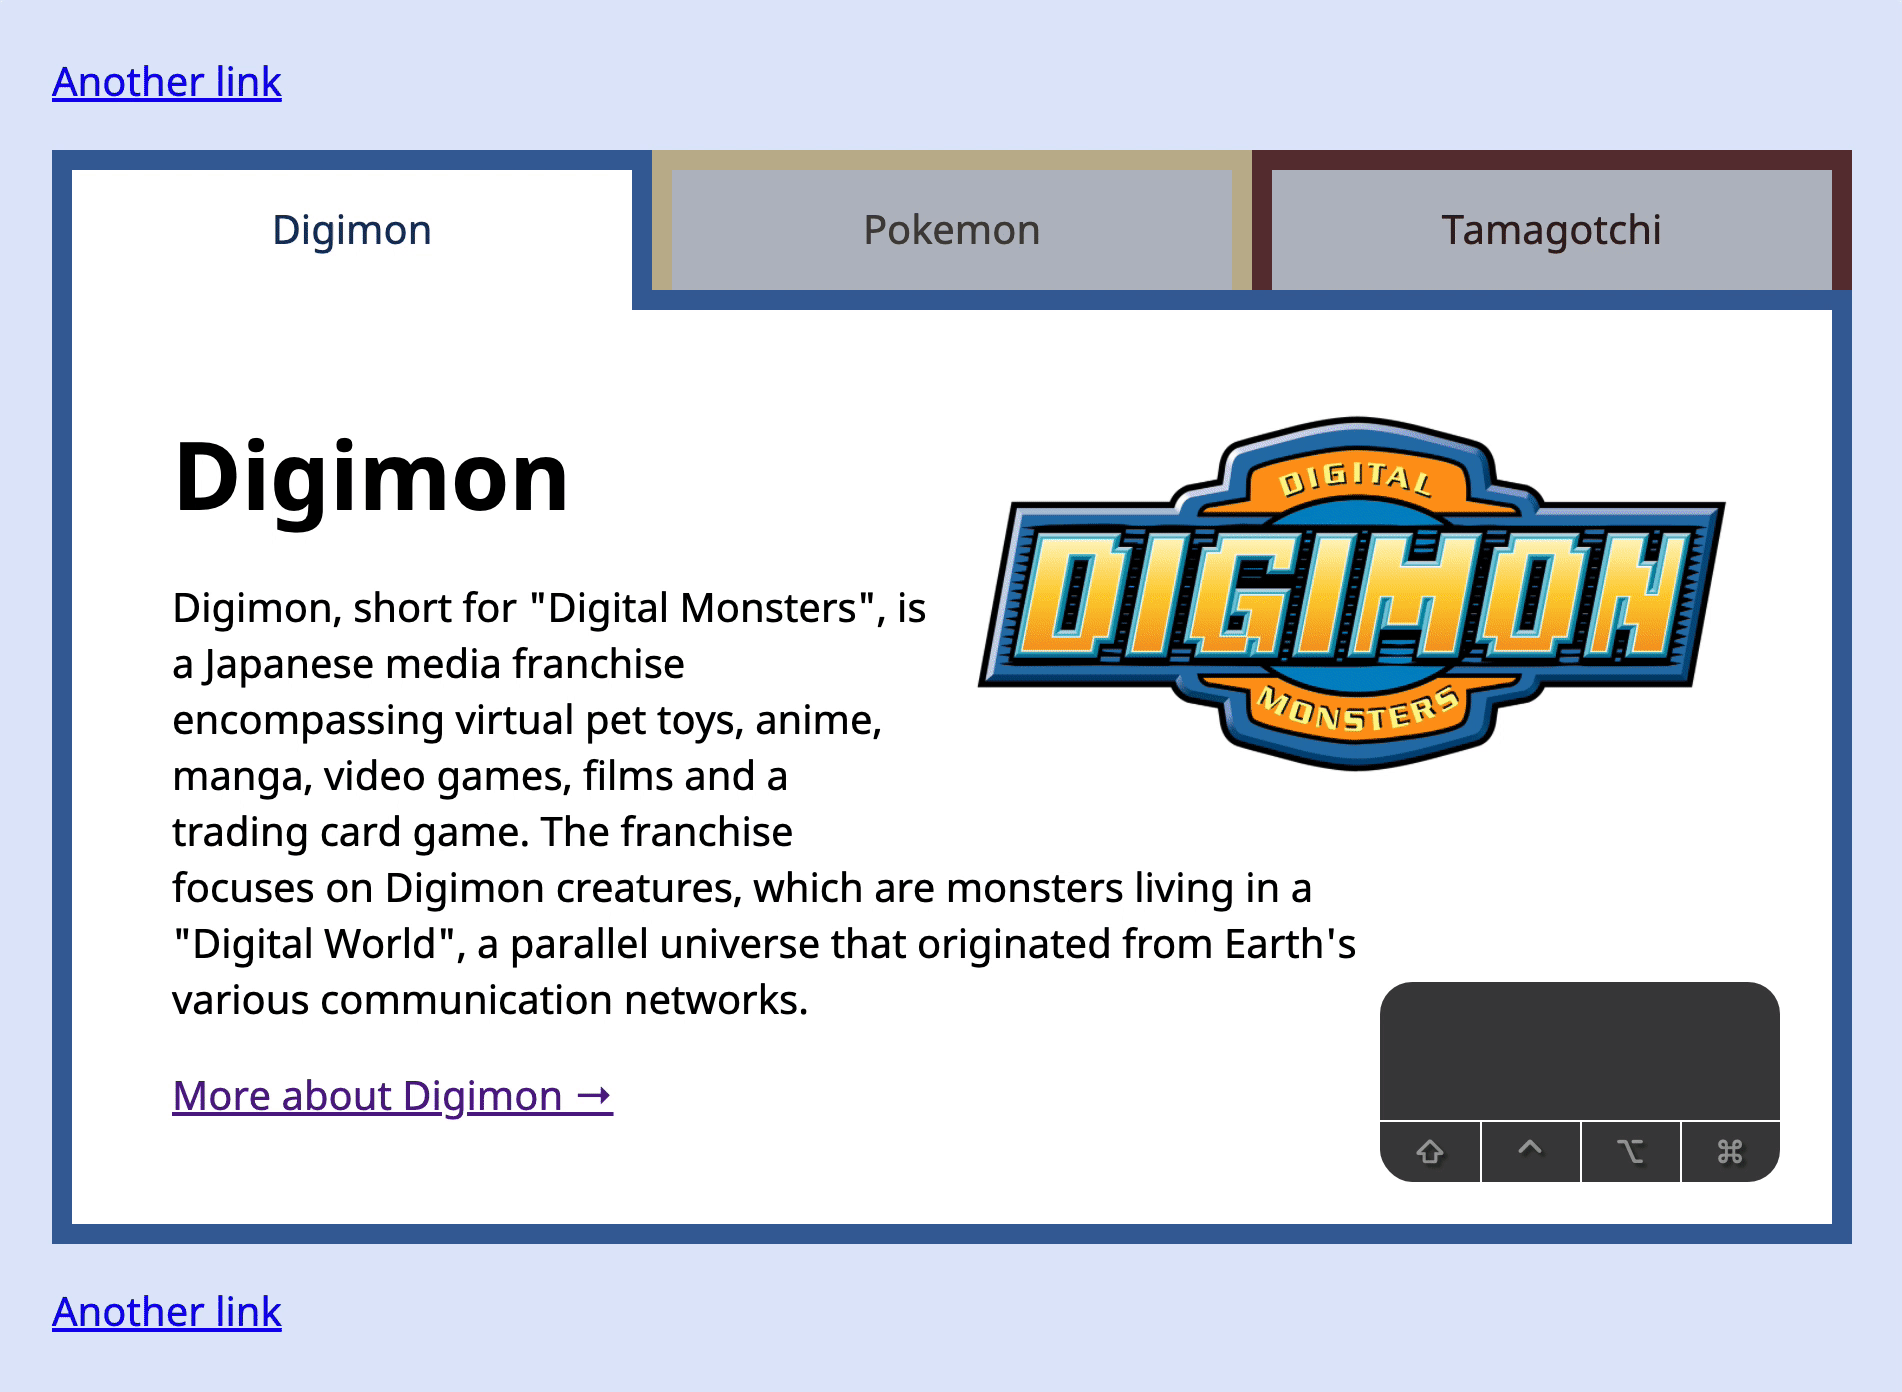 Another link
Digimon
Pokemon
Tamagotchi
Digimon
DIGITAL
DIGIMON
MONSTERS
Digimon, short for "Digital Monsters", is
a Japanese media franchise
encompassing virtual pet toys, anime,
manga, video games, films and a
trading card game. The franchise
focuses on Digimon creatures, which are monsters living in a
"Digital World", a parallel universe that originated from Earth's
various communication networks.
More about Digimon →
⇧ ⌃ ⌥ ⌘
Another link